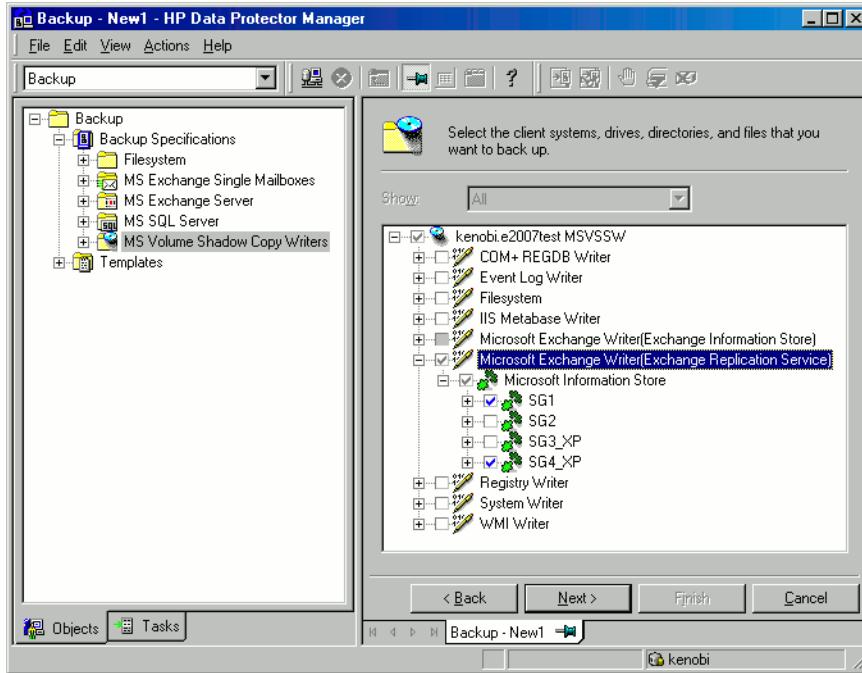 Backup - New1 - HP Data Protector Manager
File Edit View Actions Help
Backup
Backup
Backup Specifications
Filesystem
MS Exchange Single Mailboxes
MS Exchange Server
MS SQL Server
MS Volume Shadow Copy Writers
Templates
Objects
Tasks
Select the client systems, drives, directories, and files that you
want to back up.
Show:
All
kenobi.e2007test MSVSSW
COM+ REGDB Writer
Event Log Writer
Filesystem
IIS Metabase Writer
Microsoft Exchange Writer(Exchange Information Store)
Microsoft Exchange Writer(Exchange Replication Service)
Microsoft Information Store
SG1
SG2
SG3_XP
SG4_XP
Registry Writer
System Writer
WMI Writer
< Back
Next >
Finish
Cancel
Backup - New1
kenobi